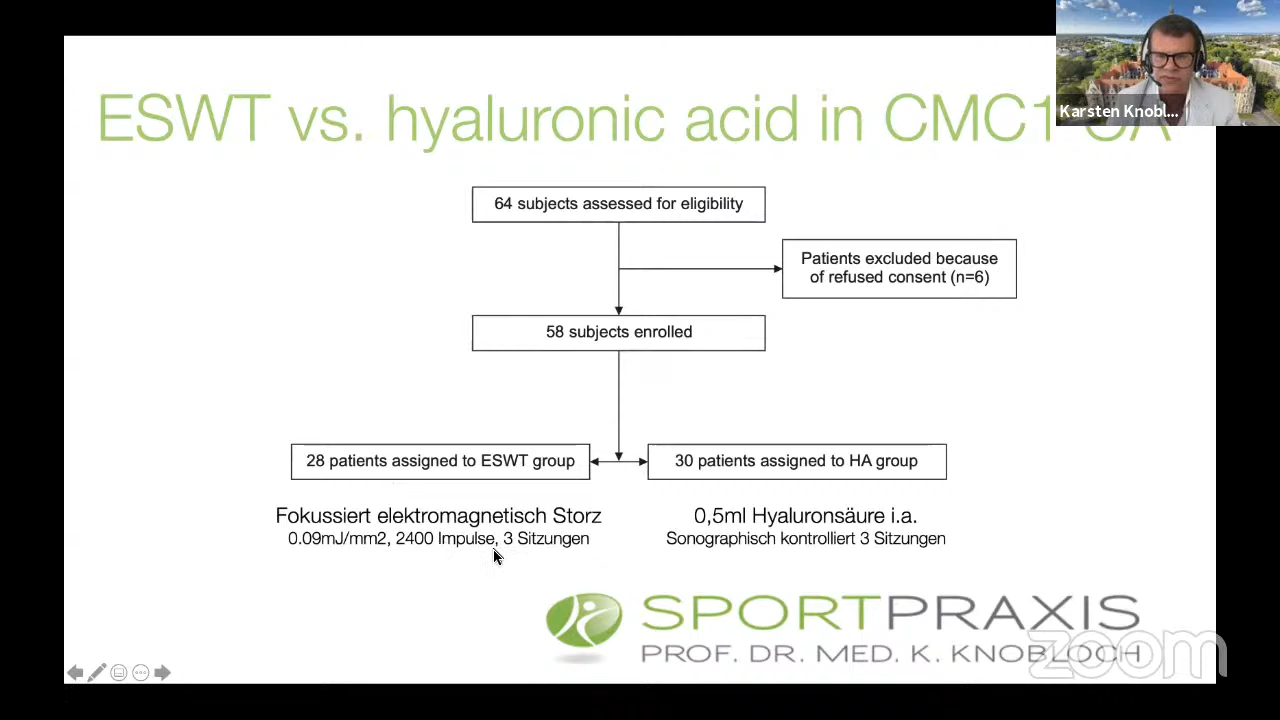 ESWT vs. hyaluronic acid in CMC1 OA
Karsten Knobl...
64 subjects assessed for eligibility
Patients excluded because
of refused consent (n=6)
58 subjects enrolled
28 patients assigned to ESWT group
30 patients assigned to HA group
Fokussiert elektromagnetisch Storz
0.09mJ/mm2, 2400 Impulse, 3 Sitzungen
0,5ml Hyaluronsäure i.a.
Sonographisch kontrolliert 3 Sitzungen
SPORTPRAXIS
PROF. DR. MED. K. KNOBLOCH
zoom